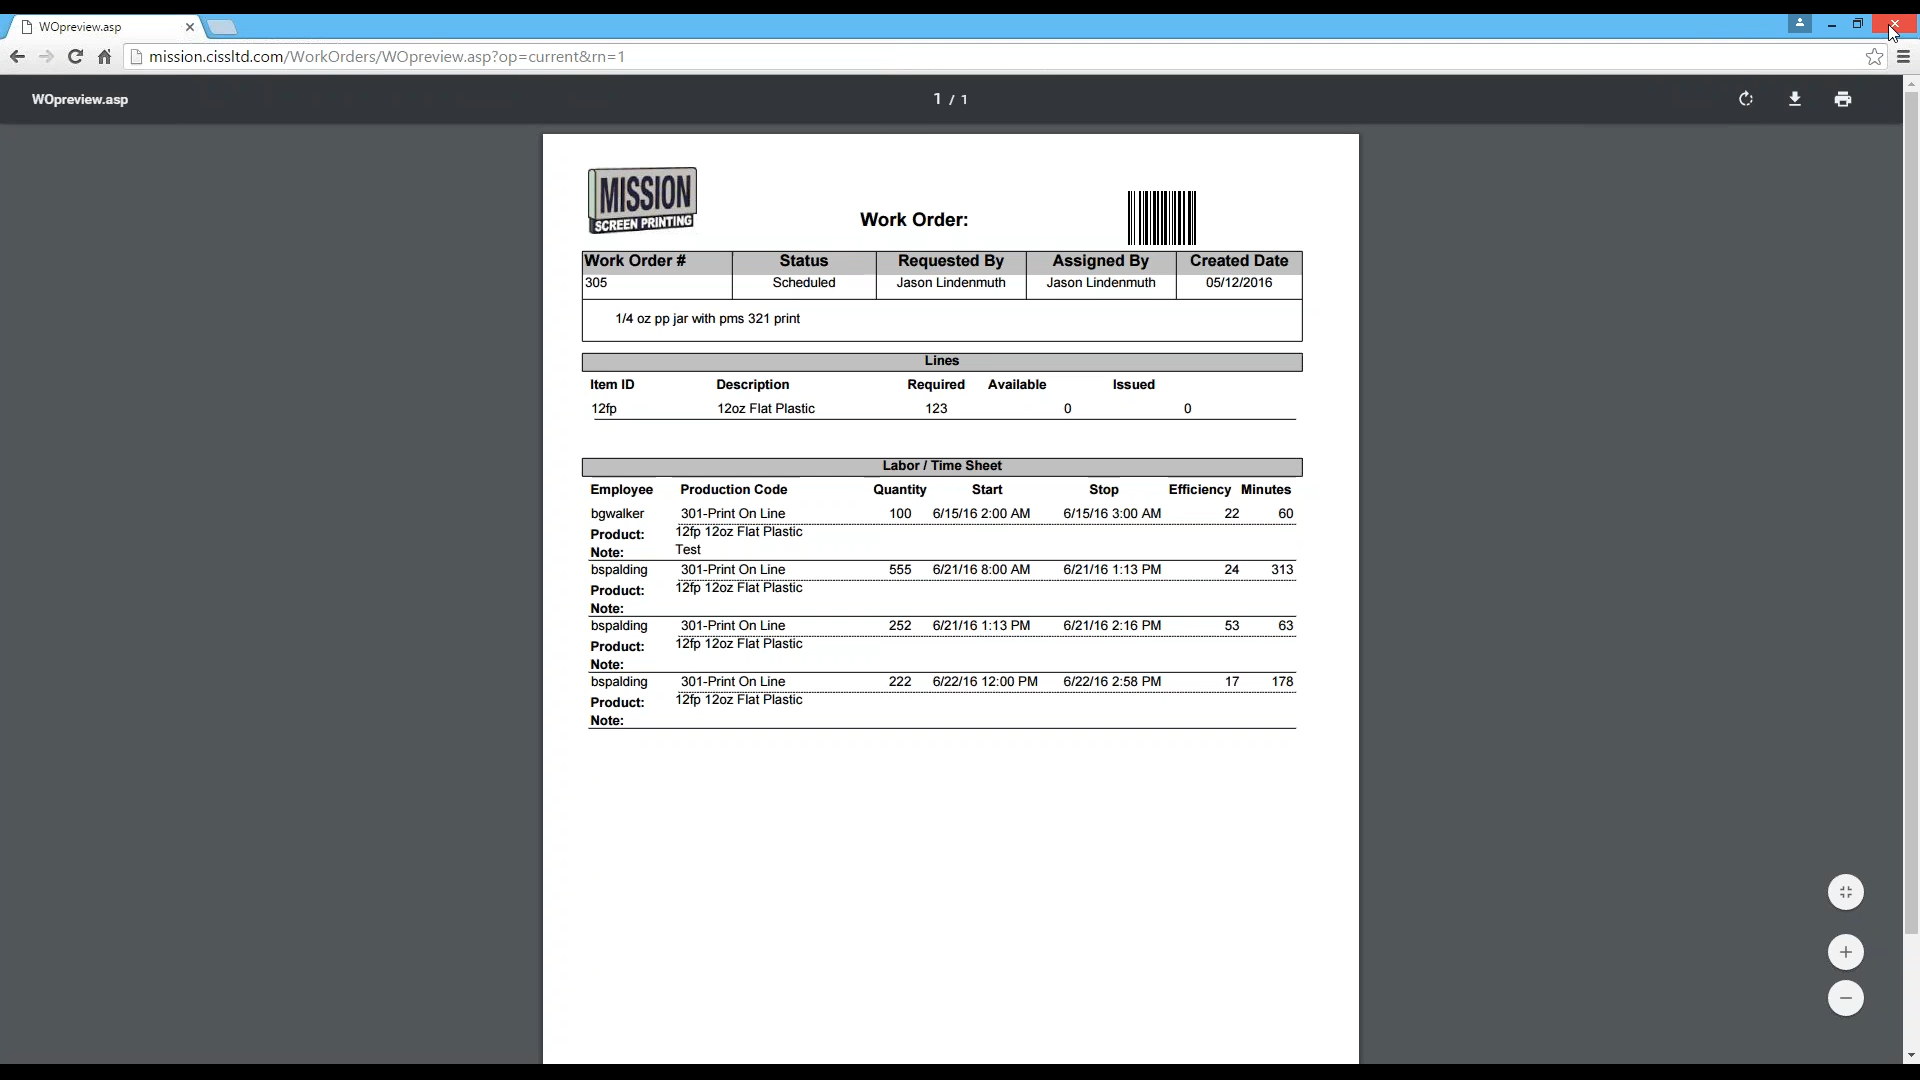 WOpreview.asp
mission.cissltd.com/WorkOrders/WOpreview.asp?op=current&rn=1
WOpreview.asp 1 / 1
MISSION
SCREEN PRINTING
Work Order:
Work Order # Status Requested By Assigned By Created Date
305 Scheduled Jason Lindenmuth Jason Lindenmuth 05/12/2016
1/4 oz pp jar with pms 321 print
Lines
Item ID Description Required Available Issued
12fp 12oz Flat Plastic 123 0 0
Labor / Time Sheet
Employee Production Code Quantity Start Stop Efficiency Minutes
bgwalker 301-Print On Line 100 6/15/16 2:00 AM 6/15/16 3:00 AM 22 60
Product: 12fp 12oz Flat Plastic
Note: Test
bspalding 301-Print On Line 555 6/21/16 8:00 AM 6/21/16 1:13 PM 24 313
Product: 12fp 12oz Flat Plastic
Note:
bspalding 301-Print On Line 252 6/21/16 1:13 PM 6/21/16 2:16 PM 53 63
Product: 12fp 12oz Flat Plastic
Note:
bspalding 301-Print On Line 222 6/22/16 12:00 PM 6/22/16 2:58 PM 17 178
Product: 12fp 12oz Flat Plastic
Note: